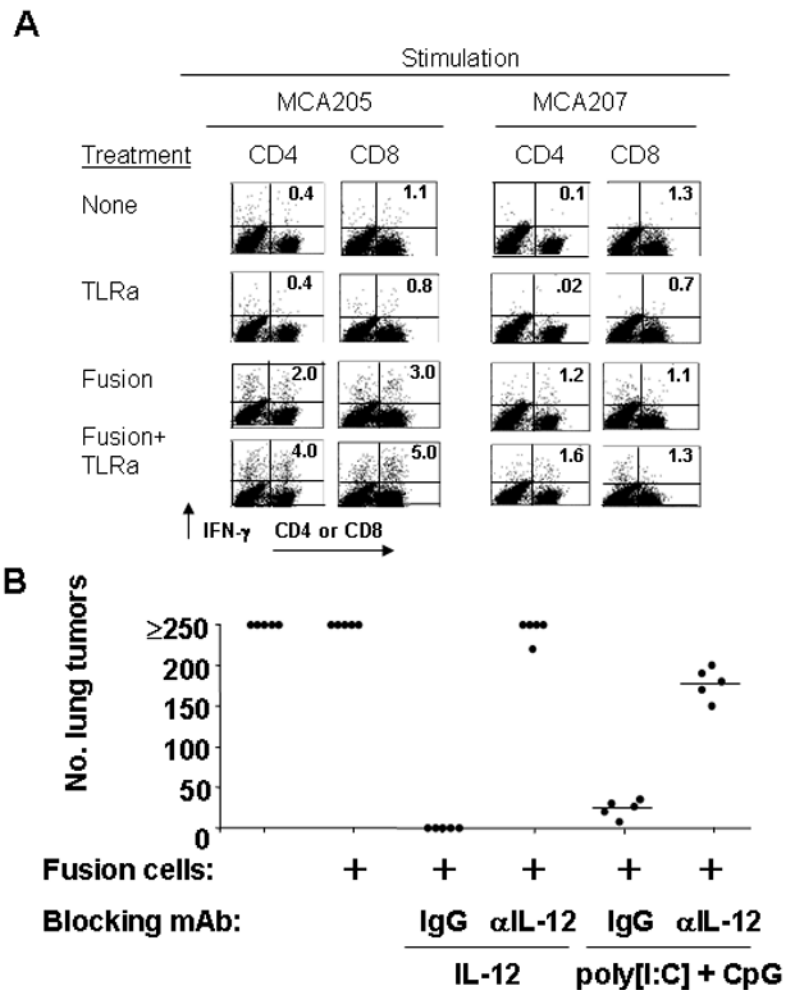 A
Stimulation
MCA205 MCA207
Treatment CD4 CD8 CD4 CD8
None 0.4 1.1 0.1 1.3
TLRa 0.4 0.8 .02 0.7
Fusion 2.0 3.0 1.2 1.1
Fusion+
TLRa 4.0 5.0 1.6 1.3
IFN-γ CD4 or CD8
B
No. lung tumors
≥250
200
150
100
50
0
Fusion cells: + + + + +
Blocking mAb: IgG αIL-12 IgG αIL-12
IL-12 poly[I:C] + CpG